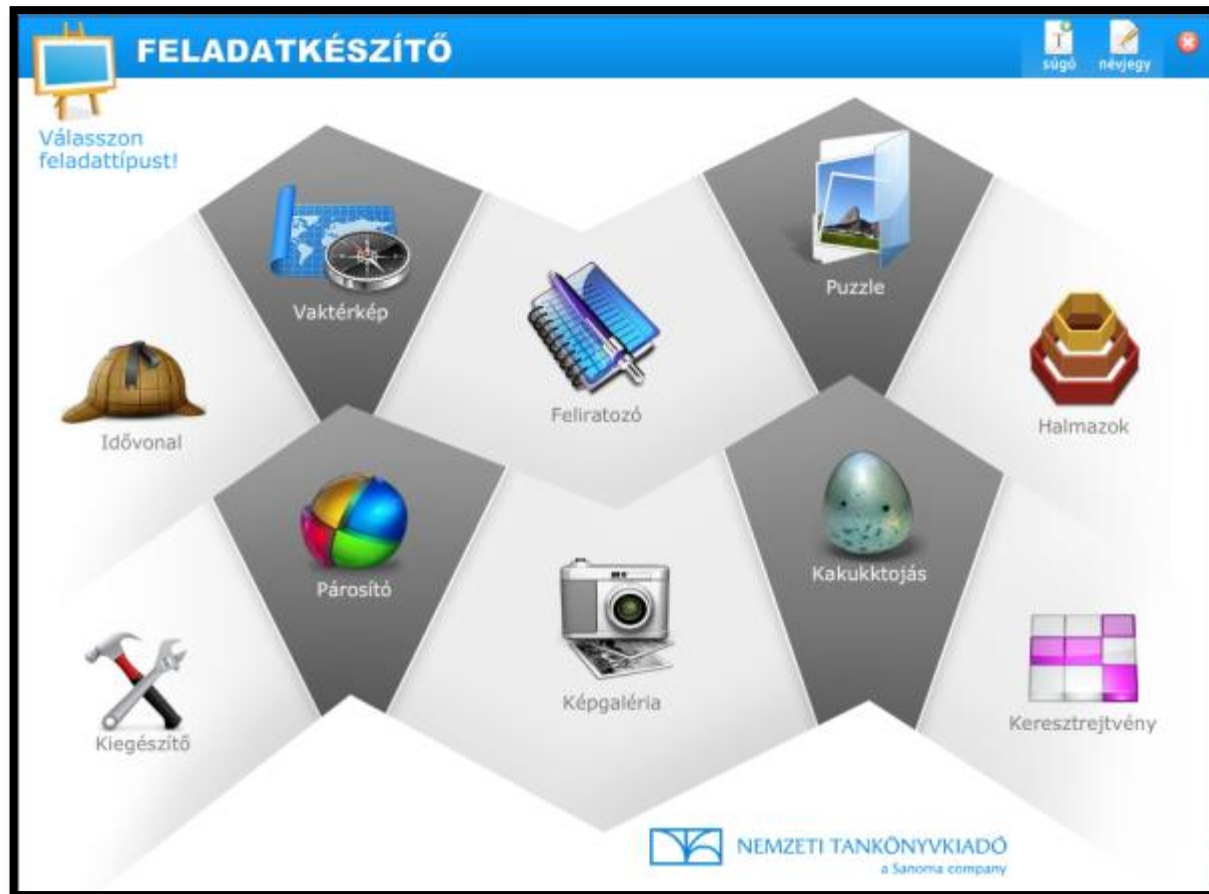 FELADATKÉSZÍTŐ
súgó
névjegy
Válasszon
feladattípust!
Vaktérkép
Puzzle
Idővonal
Feliratozó
Halmazok
Párosító
Kakukktojás
Kiegészítő
Képgaléria
Keresztrejtvény
NEMZETI TANKÖNYVKIADÓ
a Sanoma company